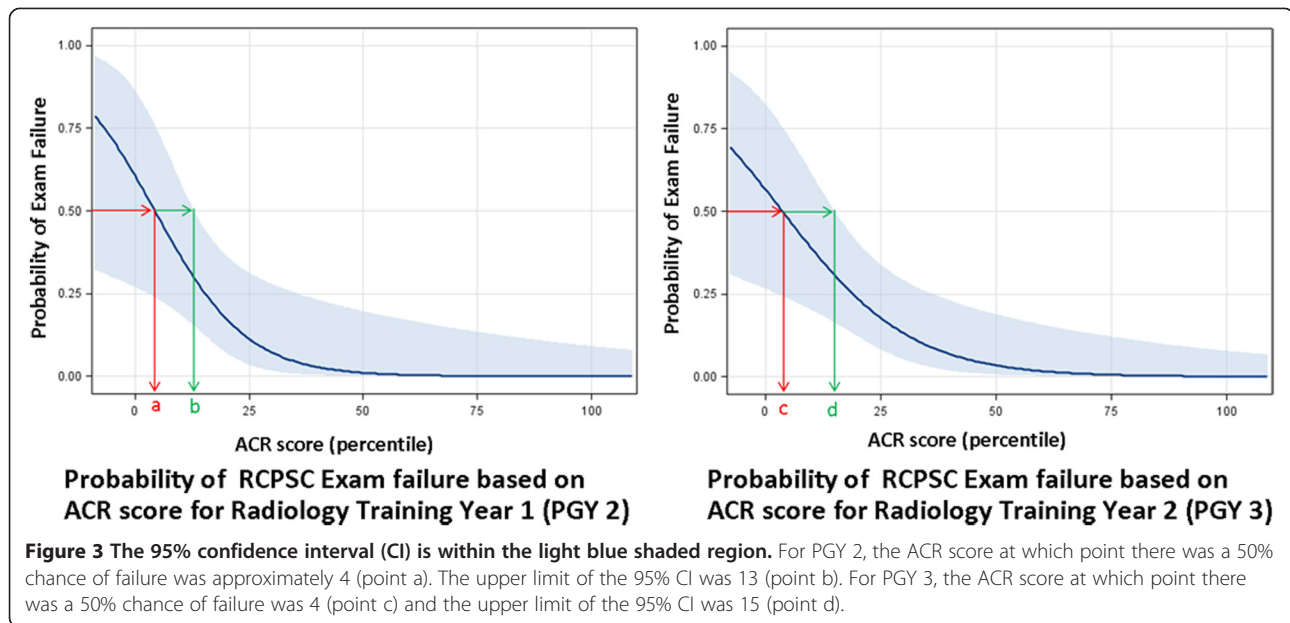 1.00
0.75
0.50
0.25
0.00
Probability of Exam Failure
0 a b 25 50 75 100
ACR score (percentile)
Probability of RCPSC Exam failure based on
ACR score for Radiology Training Year 1 (PGY 2)
1.00
0.75
0.50
0.25
0.00
Probability of Exam Failure
0 c d 25 50 75 100
ACR score (percentile)
Probability of RCPSC Exam failure based on
ACR score for Radiology Training Year 2 (PGY 3)
Figure 3 The 95% confidence interval (CI) is within the light blue shaded region. For PGY 2, the ACR score at which point there was a 50%
chance of failure was approximately 4 (point a). The upper limit of the 95% CI was 13 (point b). For PGY 3, the ACR score at which point there
was a 50% chance of failure was 4 (point c) and the upper limit of the 95% CI was 15 (point d).